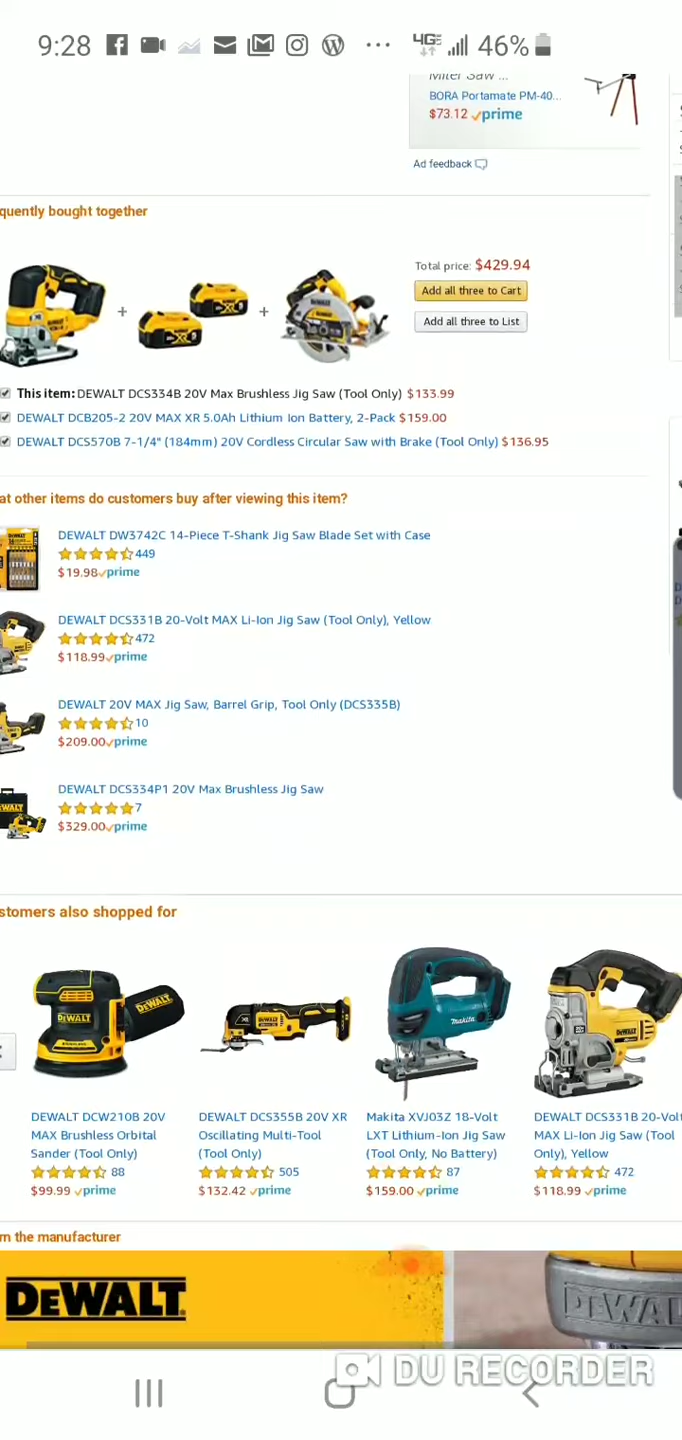 9:28
46%
Miter Saw ...
BORA Portamate PM-40...
$73.12 prime
Ad feedback
quently bought together
Total price: $429.94
Add all three to Cart
Add all three to List
This item: DEWALT DCS334B 20V Max Brushless Jig Saw (Tool Only) $133.99
DEWALT DCB205-2 20V MAX XR 5.0Ah Lithium Ion Battery, 2-Pack $159.00
DEWALT DCS570B 7-1/4" (184mm) 20V Cordless Circular Saw with Brake (Tool Only) $136.95
at other items do customers buy after viewing this item?
DEWALT DW3742C 14-Piece T-Shank Jig Saw Blade Set with Case
449
$19.98 prime
DEWALT DCS331B 20-Volt MAX Li-Ion Jig Saw (Tool Only), Yellow
472
$118.99 prime
DEWALT 20V MAX Jig Saw, Barrel Grip, Tool Only (DCS335B)
10
$209.00 prime
DEWALT DCS334P1 20V Max Brushless Jig Saw
7
$329.00 prime
stomers also shopped for
DEWALT DCW210B 20V
MAX Brushless Orbital
Sander (Tool Only)
88
$99.99 prime
DEWALT DCS355B 20V XR
Oscillating Multi-Tool
(Tool Only)
505
$132.42 prime
Makita XVJ03Z 18-Volt
LXT Lithium-Ion Jig Saw
(Tool Only, No Battery)
87
$159.00 prime
DEWALT DCS331B 20-Volt
MAX Li-Ion Jig Saw (Tool
Only), Yellow
472
$118.99 prime
m the manufacturer
DEWALT
DU RECORDER